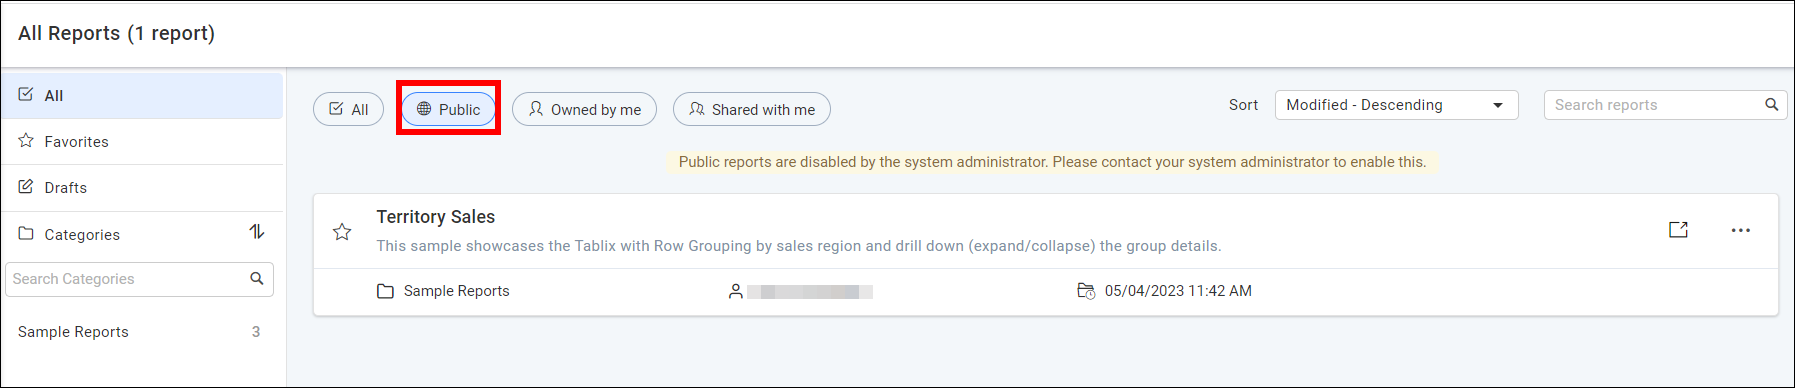 All Reports (1 report)
All
Favorites
Drafts
Categories
Search Categories
Sample Reports 3
All Public Owned by me Shared with me Sort Modified - Descending Search reports
Public reports are disabled by the system administrator. Please contact your system administrator to enable this.
Territory Sales
This sample showcases the Tablix with Row Grouping by sales region and drill down (expand/collapse) the group details.
Sample Reports 05/04/2023 11:42 AM